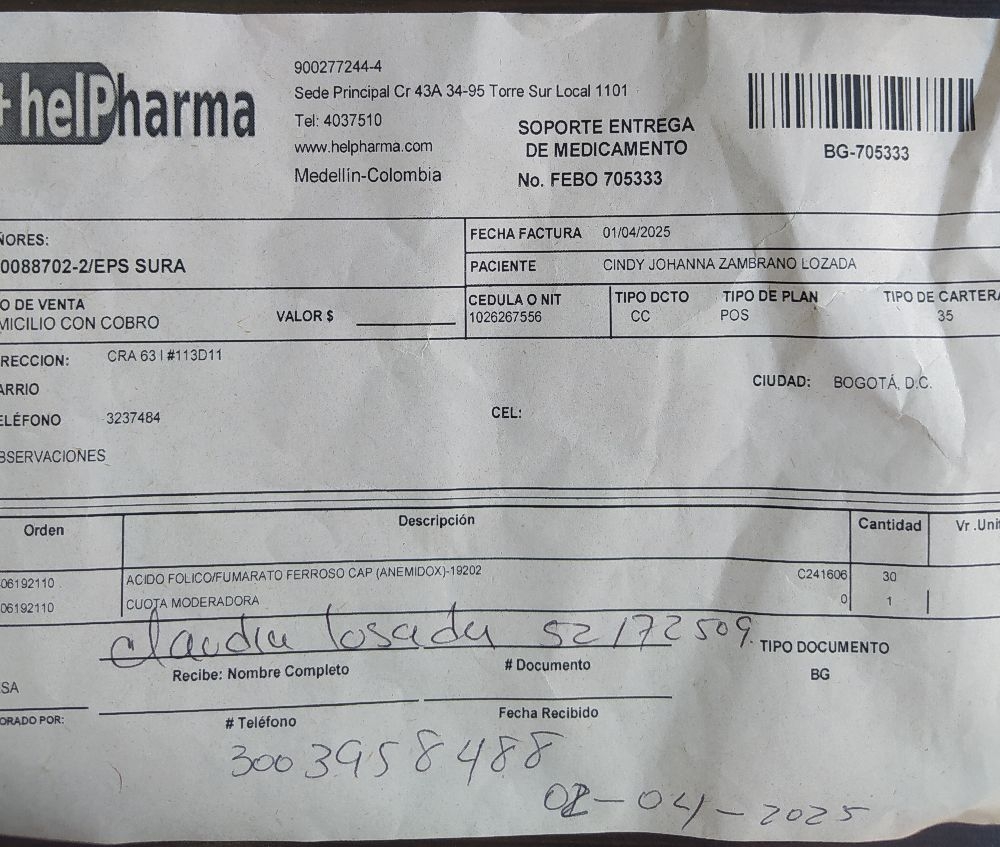 helPharma
900277244-4
Sede Principal Cr 43A 34-95 Torre Sur Local 1101
Tel: 4037510
www.helpharma.com
Medellín-Colombia
SOPORTE ENTREGA
DE MEDICAMENTO
No. FEBO 705333
BG-705333
ÑORES:
0088702-2/EPS SURA
FECHA FACTURA 01/04/2025
PACIENTE CINDY JOHANNA ZAMBRANO LOZADA
O DE VENTA
MICILIO CON COBRO VALOR $
CEDULA O NIT TIPO DCTO TIPO DE PLAN TIPO DE CARTERA
1026267556 CC POS 35
RECCION: CRA 63 I #113D11
ARRIO
CIUDAD: BOGOTÁ, D.C.
ELÉFONO 3237484 CEL:
BSERVACIONES
Orden Descripción Cantidad Vr .Unit
06192110 ACIDO FOLICO/FUMARATO FERROSO CAP (ANEMIDOX)-19202 C241606 30
06192110 CUOTA MODERADORA 0 1
Claudia Losada 52172509
Recibe: Nombre Completo # Documento TIPO DOCUMENTO
SA BG
ORADO POR: # Teléfono Fecha Recibido
3003958488
02-04-2025